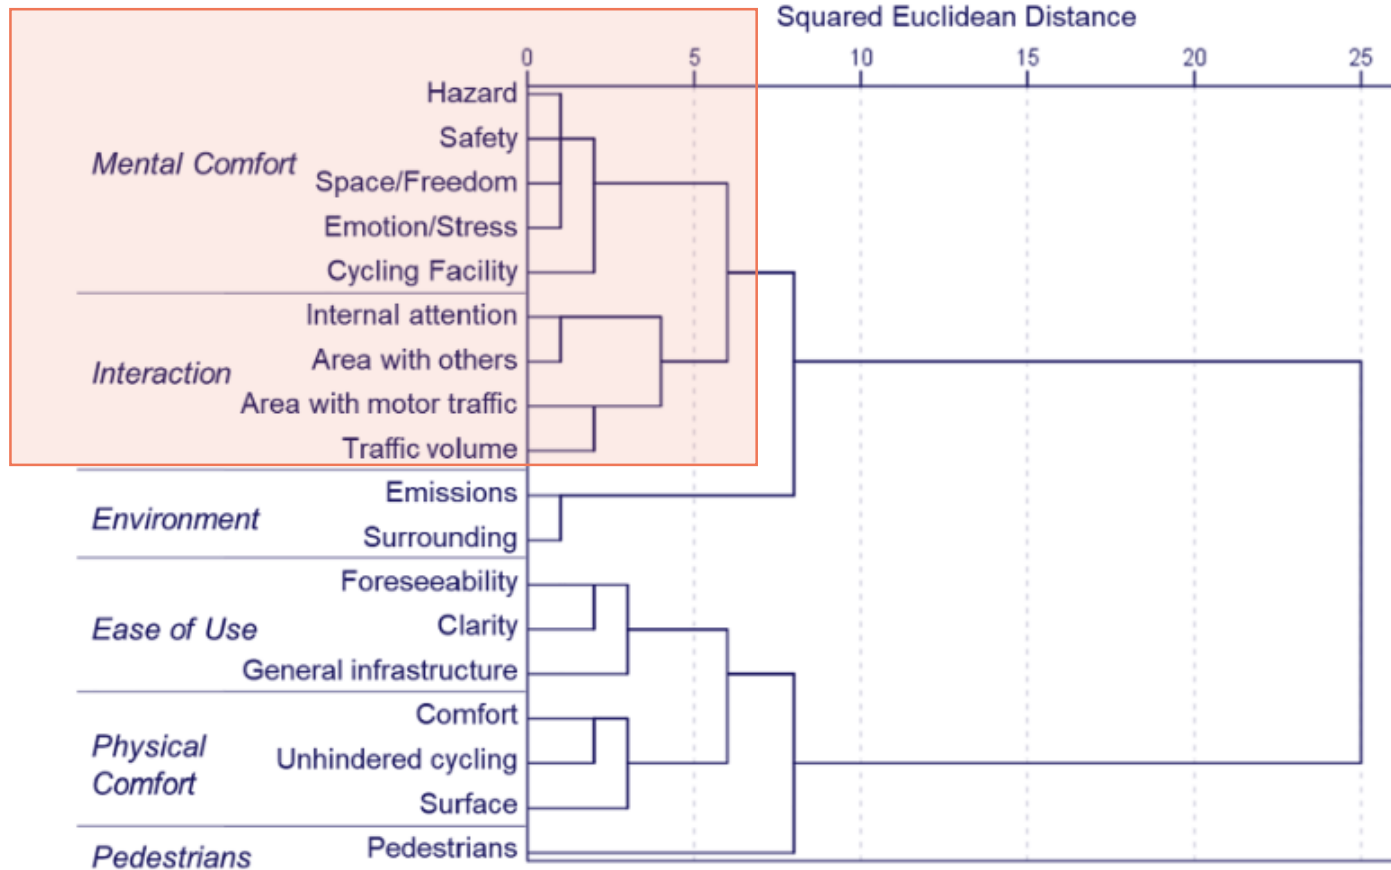 Squared Euclidean Distance
0 5 10 15 20 25
Hazard
Safety
Mental Comfort
Space/Freedom
Emotion/Stress
Cycling Facility
Internal attention
Area with others
Interaction
Area with motor traffic
Traffic volume
Emissions
Environment
Surrounding
Foreseeability
Ease of Use
Clarity
General infrastructure
Comfort
Physical
Comfort
Unhindered cycling
Surface
Pedestrians
Pedestrians